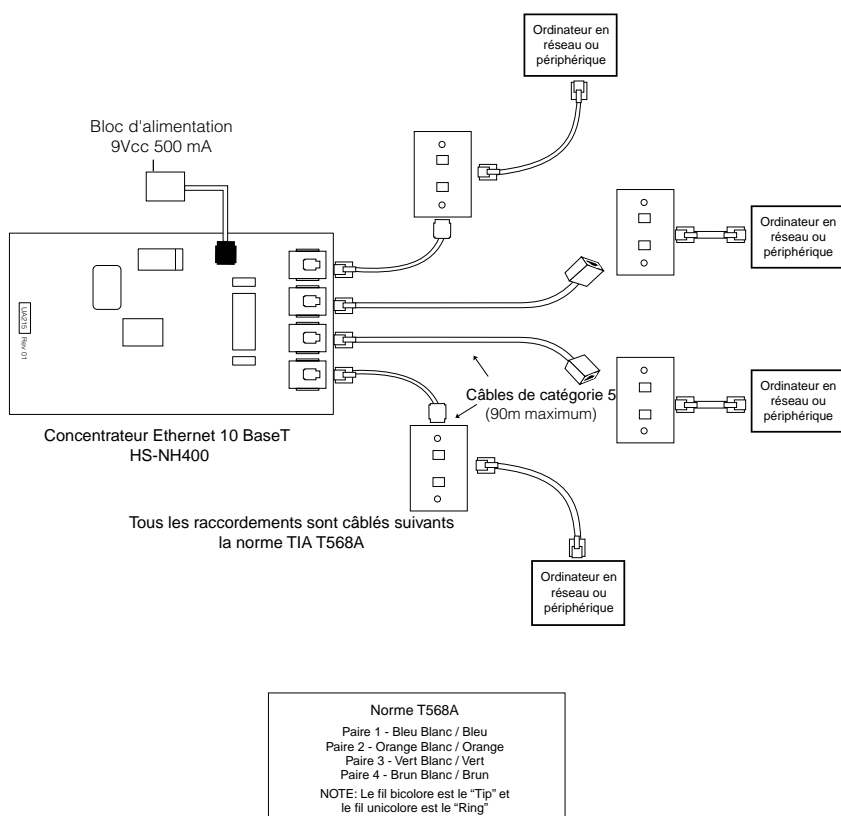 Ordinateur en
réseau ou
périphérique
Bloc d'alimentation
9Vcc 500 mA
Ordinateur en
réseau ou
périphérique
UA215 Rev 01
Ordinateur en
réseau ou
périphérique
Câbles de catégorie 5
(90m maximum)
Concentrateur Ethernet 10 BaseT
HS-NH400
Tous les raccordements sont câblés suivants
la norme TIA T568A
Ordinateur en
réseau ou
périphérique
Norme T568A
Paire 1 - Bleu Blanc / Bleu
Paire 2 - Orange Blanc / Orange
Paire 3 - Vert Blanc / Vert
Paire 4 - Brun Blanc / Brun
NOTE: Le fil bicolore est le “Tip” et
le fil unicolore est le “Ring”